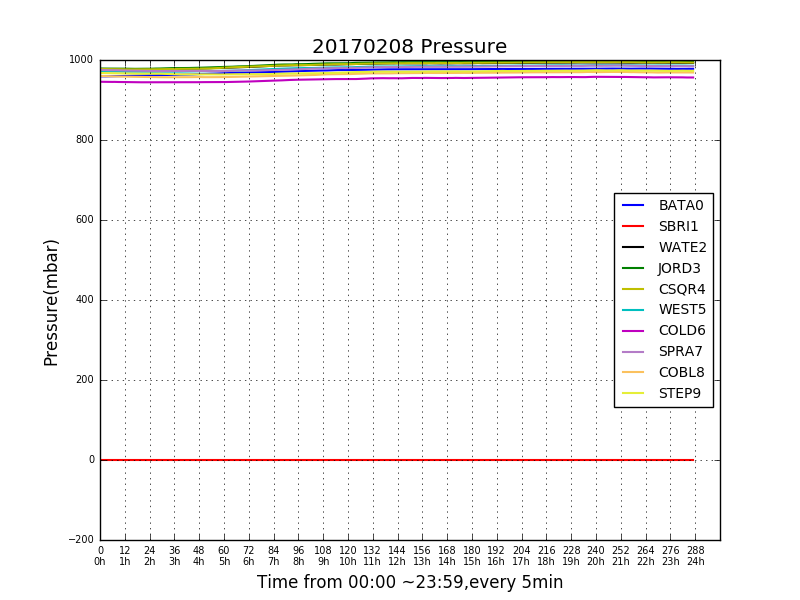 20170208 Pressure
1000
800
600
400
200
0
−200
Pressure(mbar)
BATA0
SBRI1
WATE2
JORD3
CSQR4
WEST5
COLD6
SPRA7
COBL8
STEP9
0 12 24 36 48 60 72 84 96 108 120 132 144 156 168 180 192 204 216 228 240 252 264 276 288
0h 1h 2h 3h 4h 5h 6h 7h 8h 9h 10h 11h 12h 13h 14h 15h 16h 17h 18h 19h 20h 21h 22h 23h 24h
Time from 00:00 ~23:59,every 5min